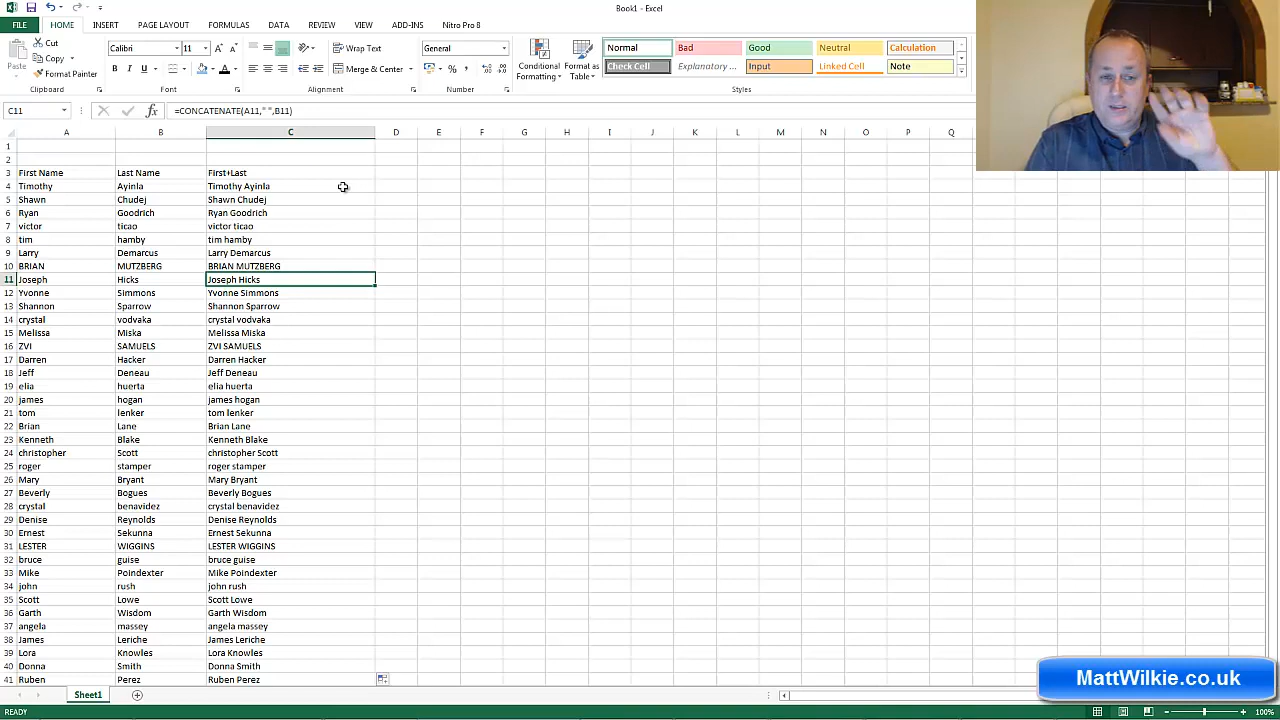 Book1 - Excel
FILE HOME INSERT PAGE LAYOUT FORMULAS DATA REVIEW VIEW ADD-INS Nitro Pro 8
Paste
Cut
Copy
Format Painter
Clipboard
Calibri 11
B I U
Font
Wrap Text
Merge & Center
Alignment
General
Number
Conditional Formatting
Format as Table
Normal Bad Good Neutral Calculation
Check Cell Explanatory ... Input Linked Cell Note
Styles
C11 =CONCATENATE(A11," ",B11)
A B C D E F G H I J K L M N O P Q
1
2
3 First Name Last Name First+Last
4 Timothy Ayinla Timothy Ayinla
5 Shawn Chudej Shawn Chudej
6 Ryan Goodrich Ryan Goodrich
7 victor ticao victor ticao
8 tim hamby tim hamby
9 Larry Demarcus Larry Demarcus
10 BRIAN MUTZBERG BRIAN MUTZBERG
11 Joseph Hicks Joseph Hicks
12 Yvonne Simmons Yvonne Simmons
13 Shannon Sparrow Shannon Sparrow
14 crystal vodvaka crystal vodvaka
15 Melissa Miska Melissa Miska
16 ZVI SAMUELS ZVI SAMUELS
17 Darren Hacker Darren Hacker
18 Jeff Deneau Jeff Deneau
19 elia huerta elia huerta
20 james hogan james hogan
21 tom lenker tom lenker
22 Brian Lane Brian Lane
23 Kenneth Blake Kenneth Blake
24 christopher Scott christopher Scott
25 roger stamper roger stamper
26 Mary Bryant Mary Bryant
27 Beverly Bogues Beverly Bogues
28 crystal benavidez crystal benavidez
29 Denise Reynolds Denise Reynolds
30 Ernest Sekunna Ernest Sekunna
31 LESTER WIGGINS LESTER WIGGINS
32 bruce guise bruce guise
33 Mike Poindexter Mike Poindexter
34 john rush john rush
35 Scott Lowe Scott Lowe
36 Garth Wisdom Garth Wisdom
37 angela massey angela massey
38 James Leriche James Leriche
39 Lora Knowles Lora Knowles
40 Donna Smith Donna Smith
41 Ruben Perez Ruben Perez
MattWilkie.co.uk
Sheet1
READY
100%